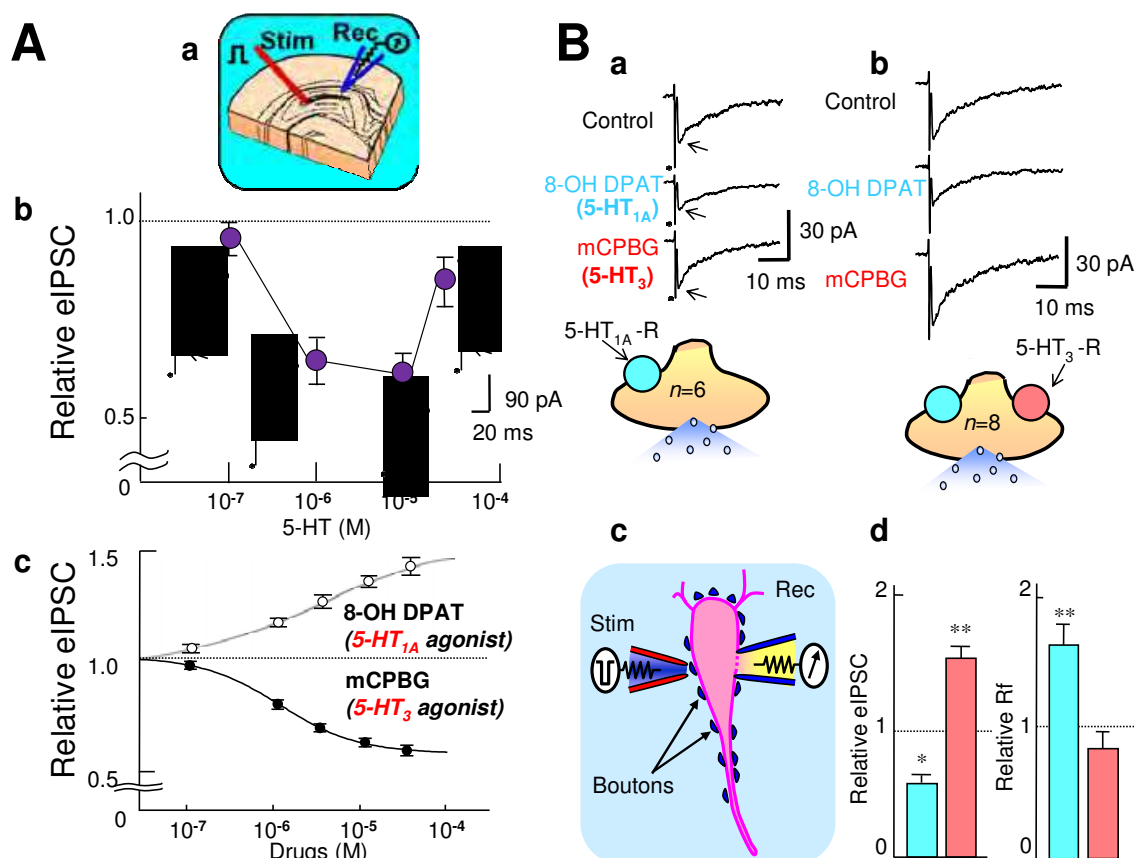 A
a
Stim
Rec
b
1.0
0.5
0
Relative eIPSC
90 pA
20 ms
10-7
10-6
10-5
10-4
5-HT (M)
c
1.5
1.0
0.5
0
Relative eIPSC
8-OH DPAT
(5-HT1A agonist)
mCPBG
(5-HT3 agonist)
10-7
10-6
10-5
10-4
Drugs (M)
B
a
Control
8-OH DPAT
(5-HT1A)
mCPBG
(5-HT3)
30 pA
10 ms
5-HT1A-R
n=6
b
Control
8-OH DPAT
mCPBG
30 pA
10 ms
5-HT3-R
n=8
c
Stim
Rec
Boutons
d
2
1
0
Relative eIPSC
*
**
2
1
0
Relative Rf
**